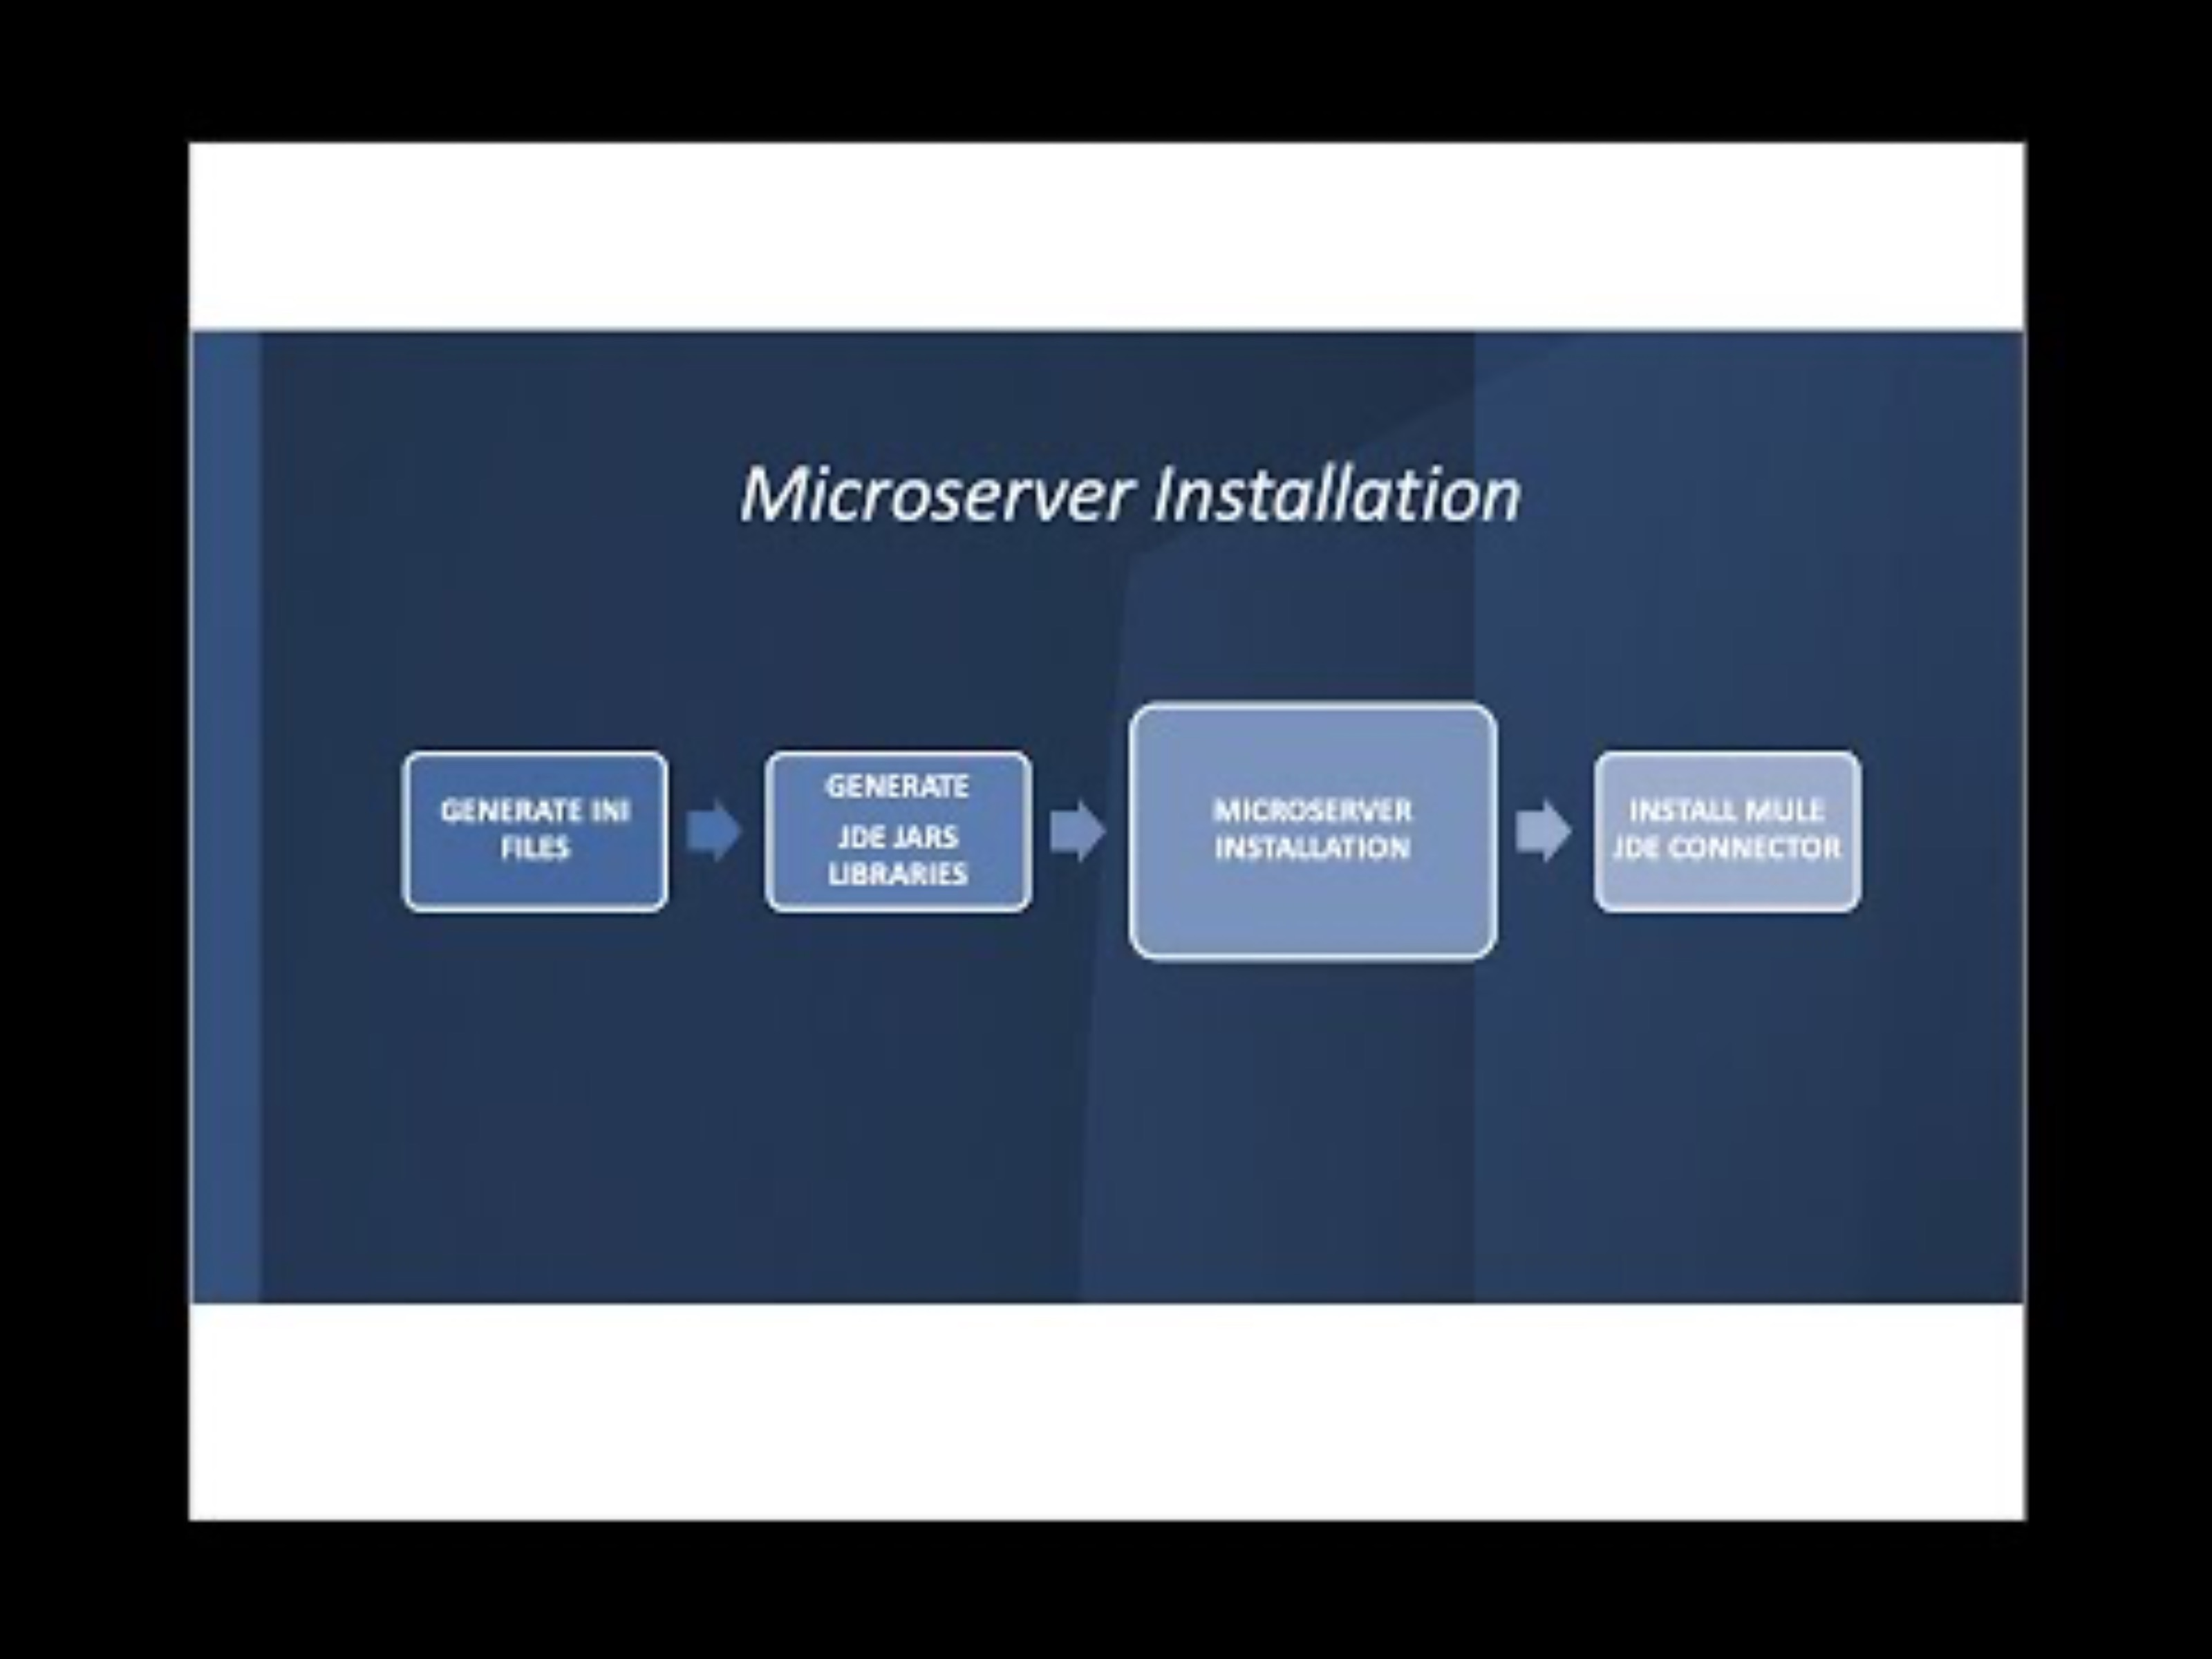 Microserver Installation
GENERATE INI
FILES
GENERATE
JDE JARS
LIBRARIES
MICROSERVER
INSTALLATION
INSTALL MULE
JDE CONNECTOR